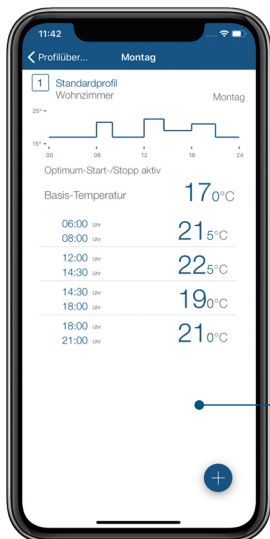 11:42
Profilüber... Montag
1 Standardprofil
Wohnzimmer Montag
25°
15°
00 06 12 18 24
Optimum-Start-/Stopp aktiv
Basis-Temperatur 17 0°C
06:00 Uhr
08:00 Uhr
21 5°C
12:00 Uhr
14:30 Uhr
22 5°C
14:30 Uhr
18:00 Uhr
19 0°C
18:00 Uhr
21:00 Uhr
21 0°C
+